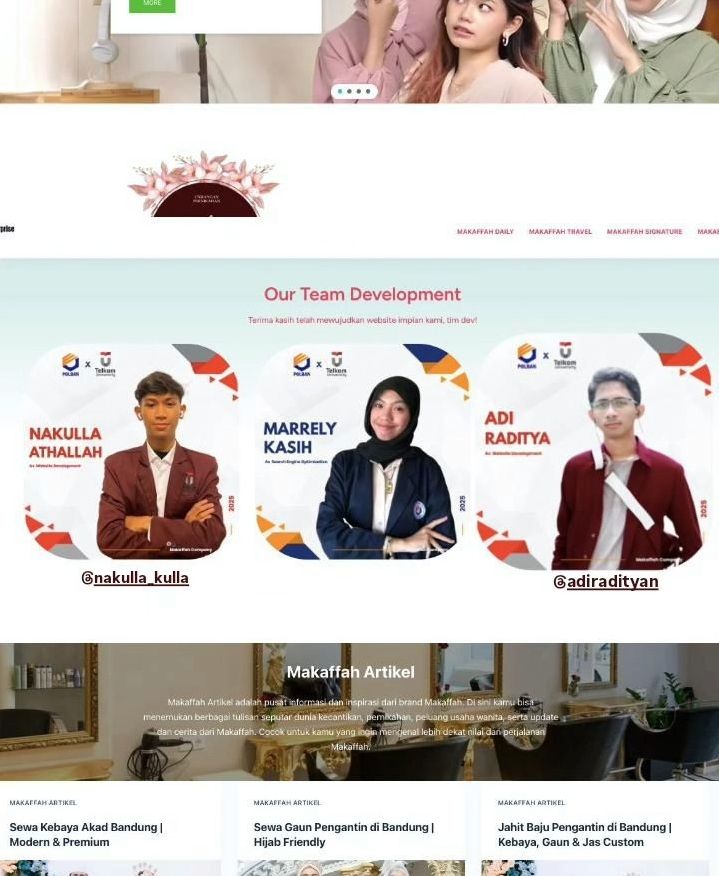 MORE
UNDANGAN
PERNIKAHAN
prise
MAKAFFAH DAILY
MAKAFFAH TRAVEL
MAKAFFAH SIGNATURE
Our Team Development
Terima kasih telah mewujudkan website impian kami, tim dev!
POLBAN x Telkom University
NAKULLA
ATHALLAH
As Website Development
2025
Makaffah Company
@nakulla_kulla
POLBAN x Telkom University
MARRELY
KASIH
As Search Engine Optimization
2025
POLBAN x Telkom University
ADI
RADITYA
As Website Development
2025
Makaffah Company
@adiradityan
Makaffah Artikel
Makaffah Artikel adalah pusat informasi dan inspirasi dari brand Makaffah. Di sini kamu bisa
menemukan berbagai tulisan seputar dunia kecantikan, pernikahan, peluang usaha wanita, serta update
dan cerita dari Makaffah. Cocok untuk kamu yang ingin mengenal lebih dekat nilai dan perjalanan
Makaffah.
MAKAFFAH ARTIKEL
Sewa Kebaya Akad Bandung |
Modern & Premium
MAKAFFAH ARTIKEL
Sewa Gaun Pengantin di Bandung |
Hijab Friendly
MAKAFFAH ARTIKEL
Jahit Baju Pengantin di Bandung |
Kebaya, Gaun & Jas Custom